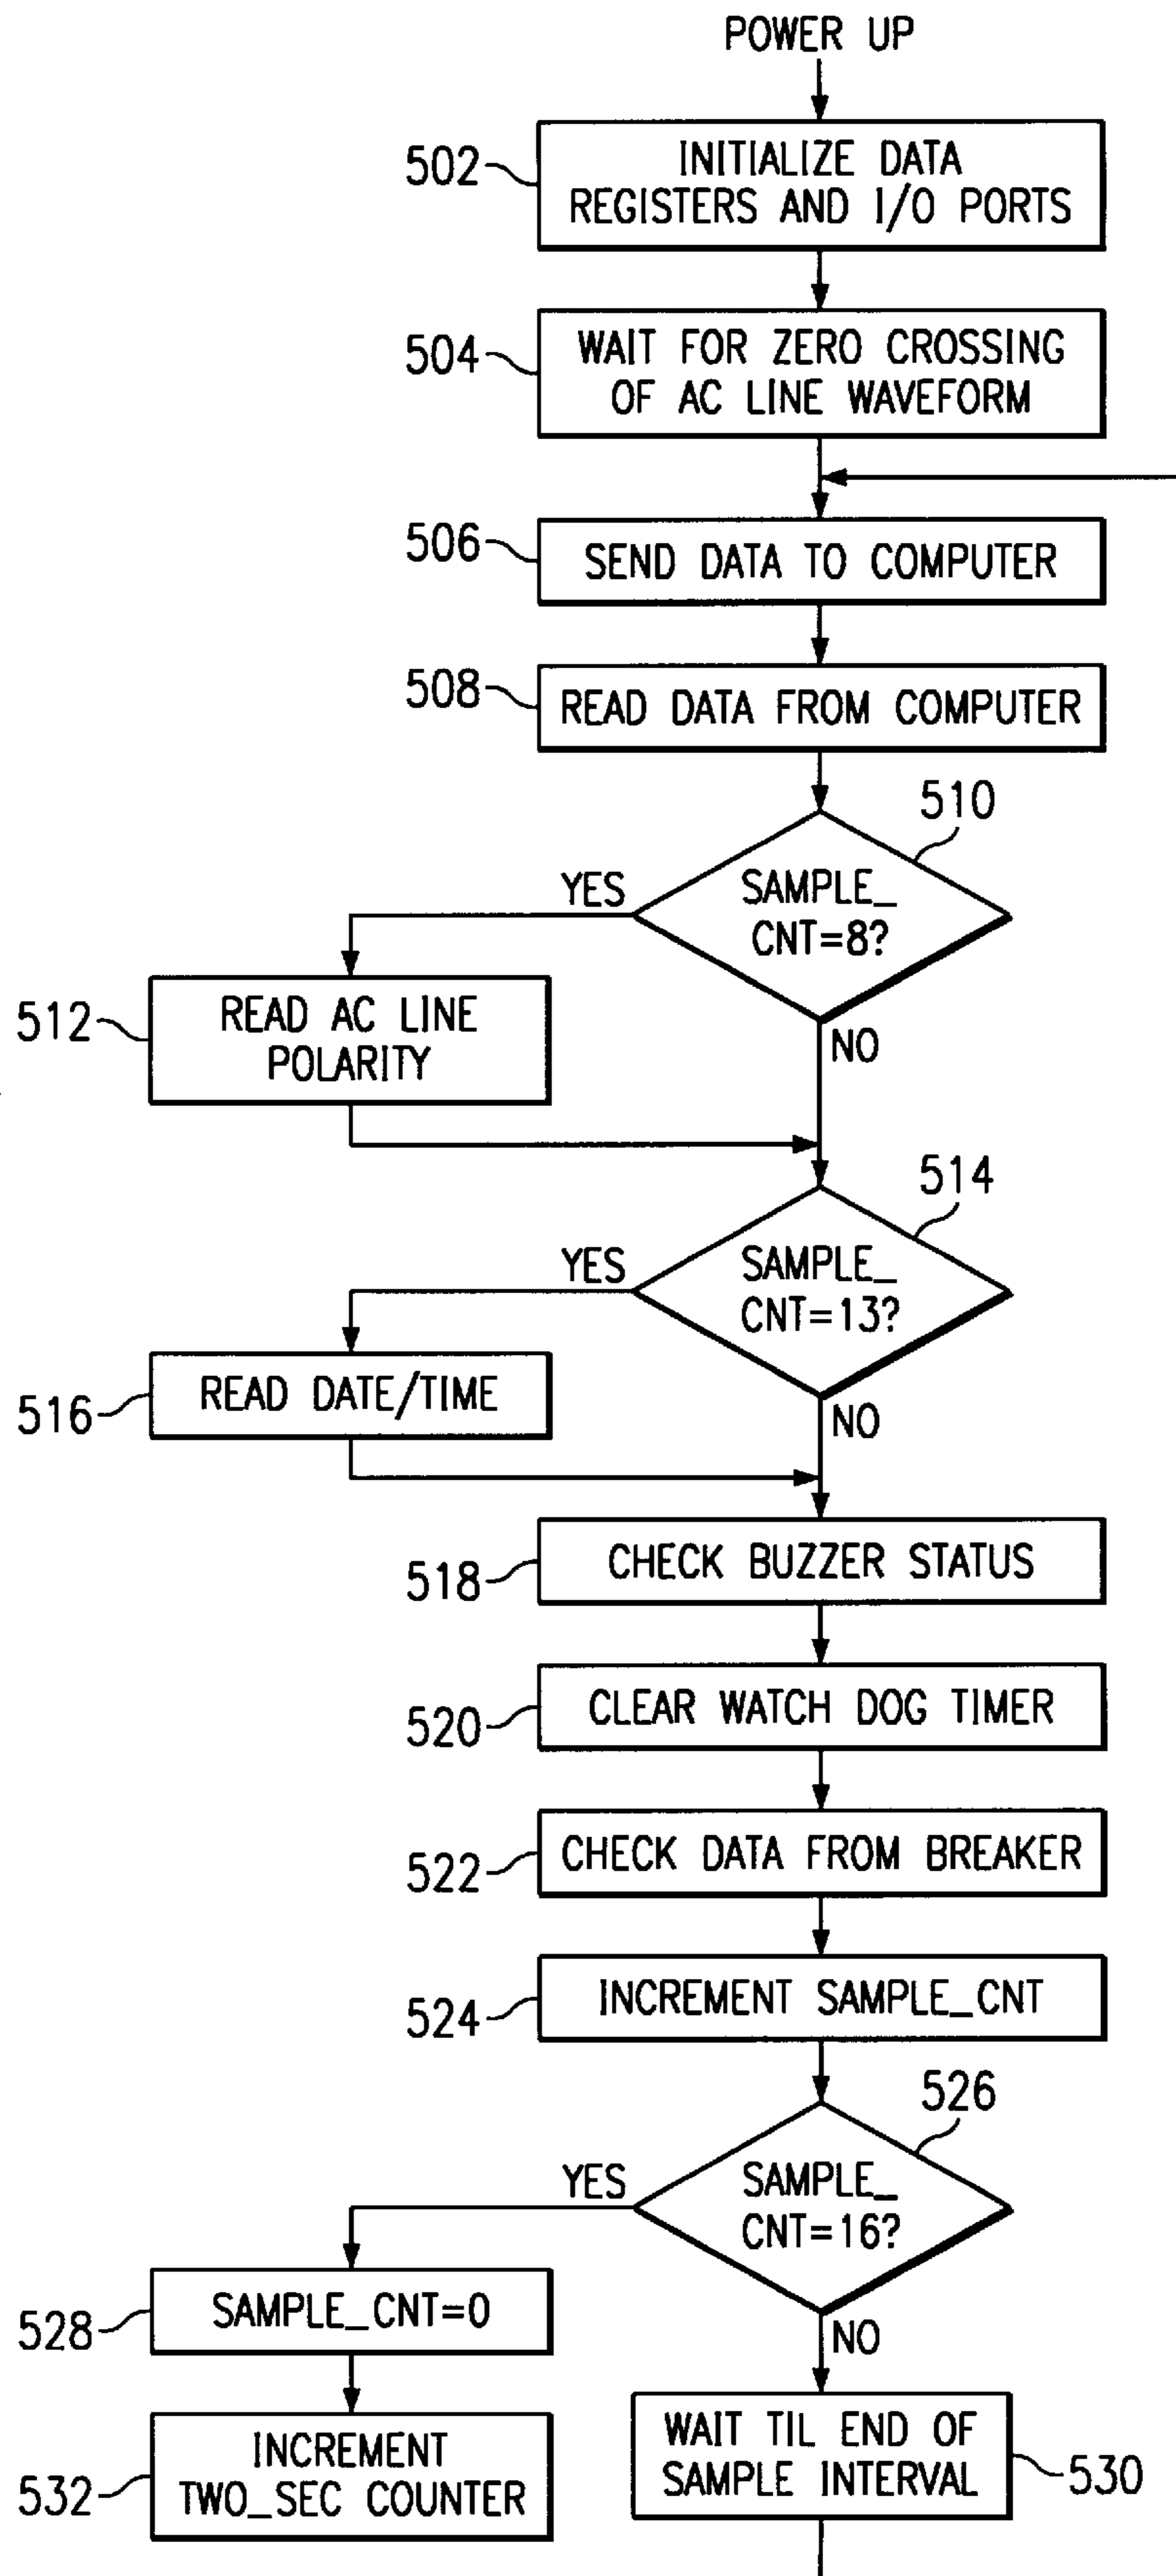 POWER UP
502
INITIALIZE DATA
REGISTERS AND I/O PORTS
504
WAIT FOR ZERO CROSSING
OF AC LINE WAVEFORM
506
SEND DATA TO COMPUTER
508
READ DATA FROM COMPUTER
510
YES
SAMPLE_
CNT=8?
NO
512
READ AC LINE
POLARITY
514
YES
SAMPLE_
CNT=13?
NO
516
READ DATE/TIME
518
CHECK BUZZER STATUS
520
CLEAR WATCH DOG TIMER
522
CHECK DATA FROM BREAKER
524
INCREMENT SAMPLE_CNT
526
YES
SAMPLE_
CNT=16?
NO
528
SAMPLE_CNT=0
532
INCREMENT
TWO_SEC COUNTER
WAIT TIL END OF
SAMPLE INTERVAL
530